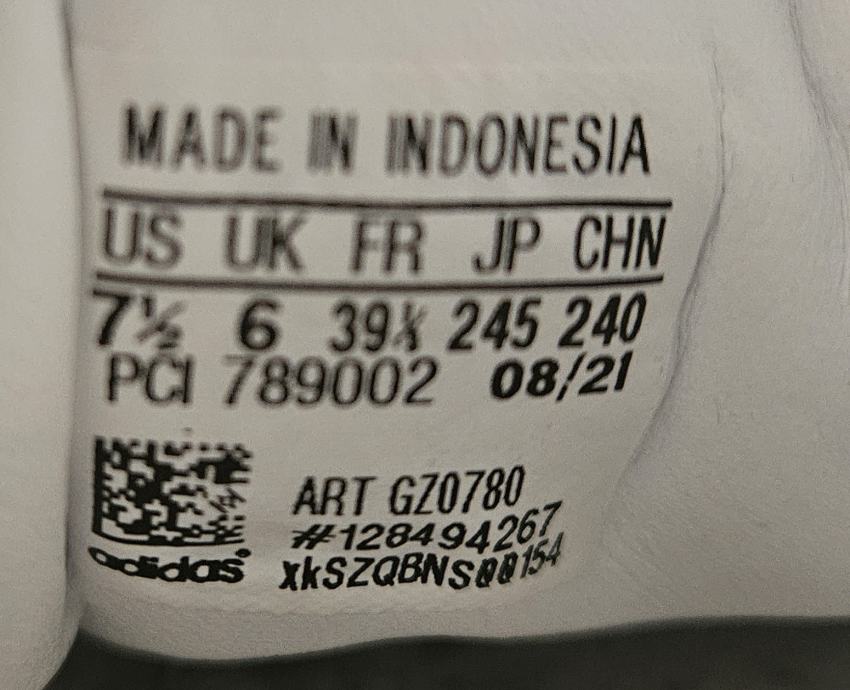 MADE IN INDONESIA
US UK FR JP CHN
7½ 6 39⅓ 245 240
PCI 789002 08/21
ART GZ0780
#128494267
adidas®